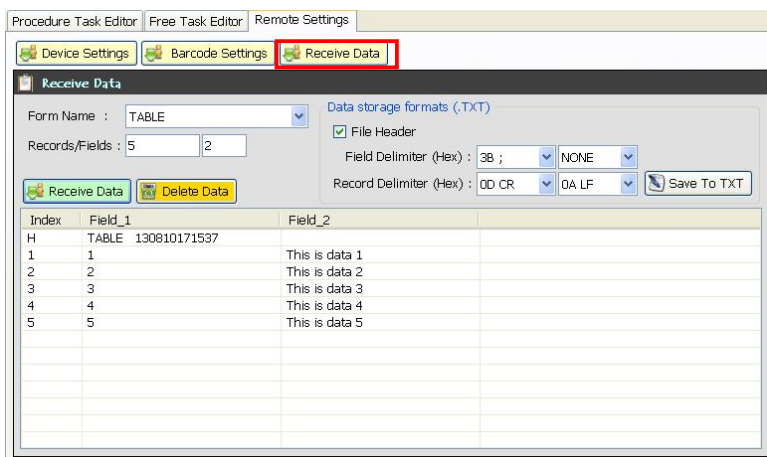 Procedure Task Editor Free Task Editor Remote Settings
Device Settings Barcode Settings Receive Data
Receive Data
Form Name : TABLE
Data storage formats (.TXT)
File Header
Records/Fields : 5 2
Field Delimiter (Hex) : 3B ; NONE
Record Delimiter (Hex) : 0D CR 0A LF Save To TXT
Receive Data Delete Data
Index Field_1 Field_2
H TABLE 130810171537
1 1 This is data 1
2 2 This is data 2
3 3 This is data 3
4 4 This is data 4
5 5 This is data 5